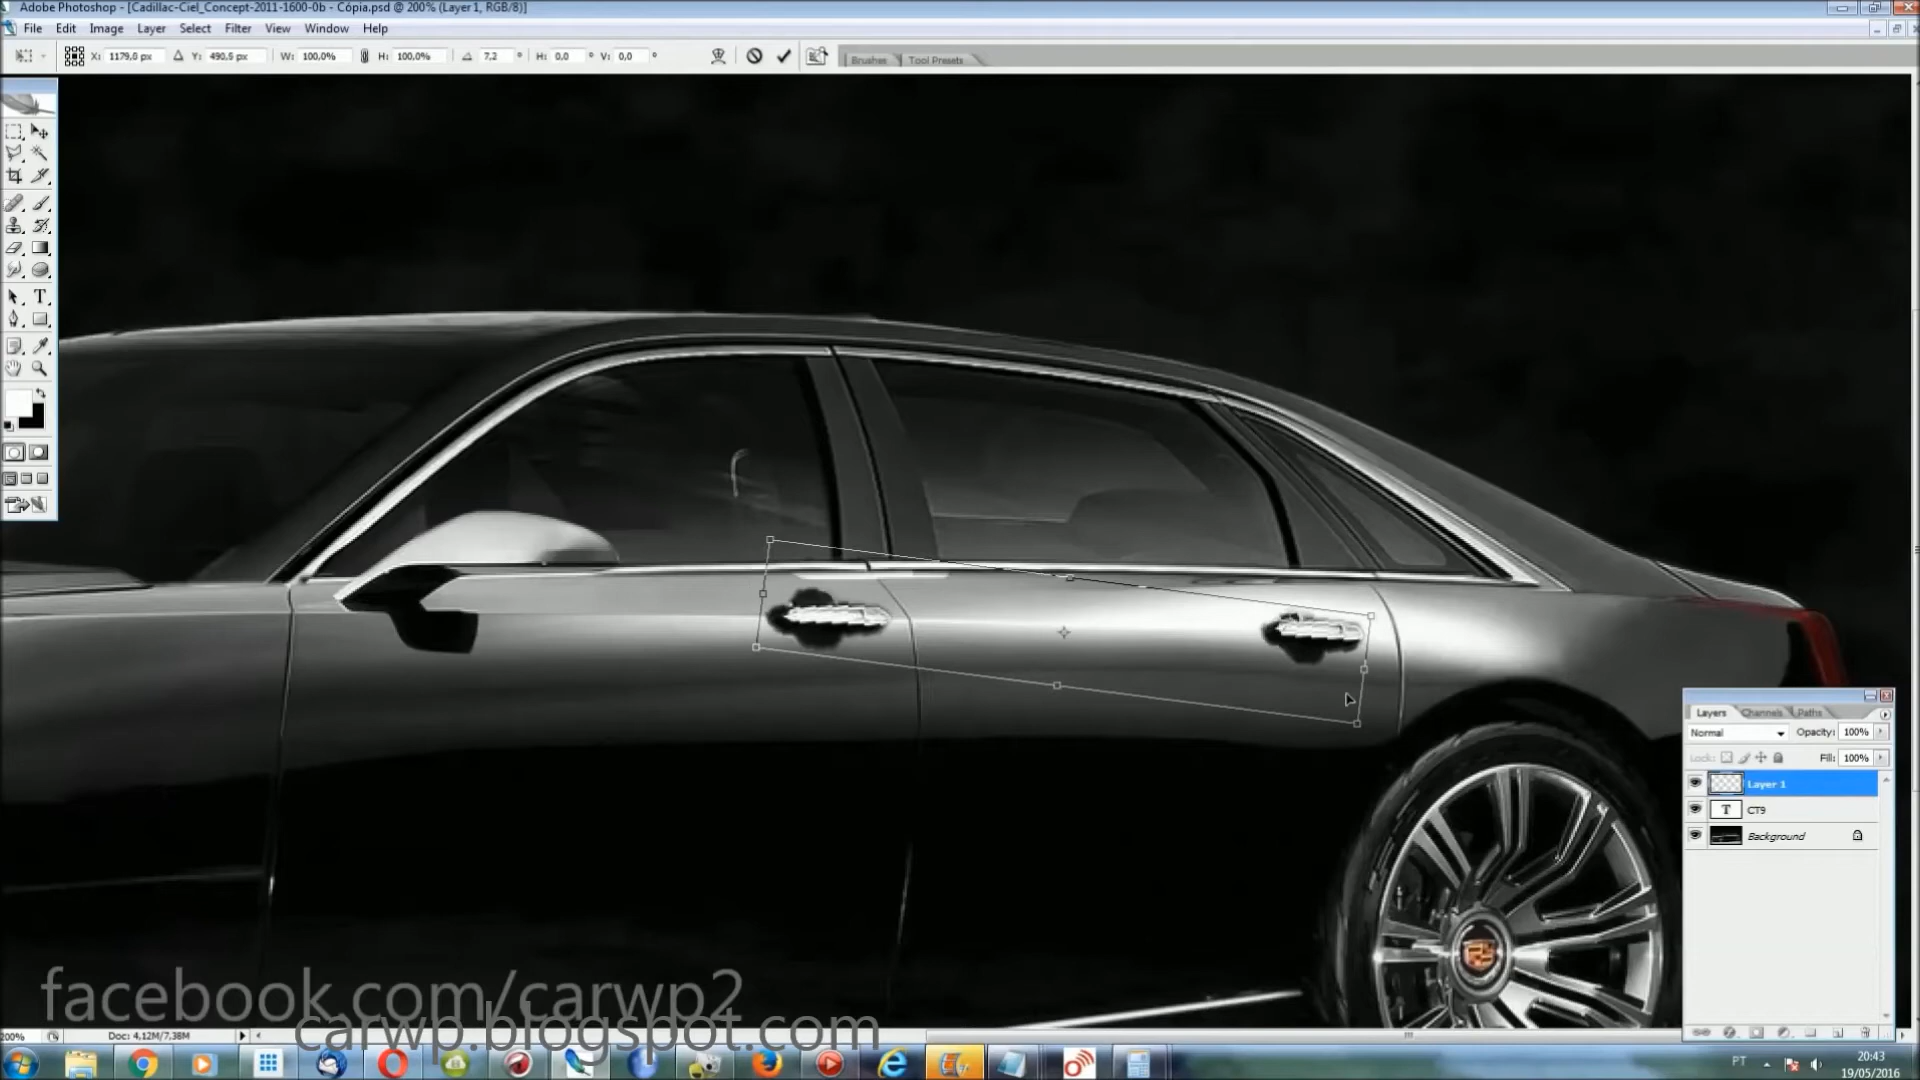 Adobe Photoshop - [Cadillac-Ciel_Concept-2011-1600-0b - Cópia.psd @ 200% (Layer 1, RGB/8)]
File Edit Image Layer Select Filter View Window Help
X: 1179,0 px Y: 490,5 px W: 100,0% H: 100,0% 7,2 ° H: 0,0 ° V: 0,0 °
Brushes Tool Presets
Layers Channels Paths
Normal Opacity: 100%
Lock: Fill: 100%
Layer 1
T CT9
Background
facebook.com/carwp2
carwp.blogspot.com
200% Doc: 4,12M/7,38M
PT 20:43
19/05/2016